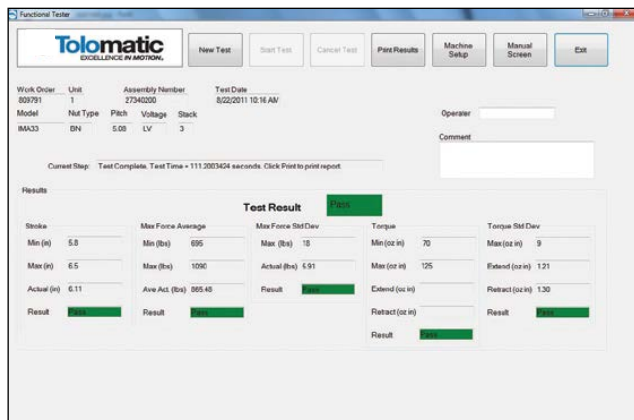 Functional Tester
Tolomatic
EXCELLENCE IN MOTION.
New Test
Start Test
Cancel Test
Print Results
Machine Setup
Manual Screen
Exit
Work Order Unit Assembly Number Test Date
809791 1 27340200 8/22/2011 10:16 AM
Model Nut Type Pitch Voltage Stack
IMA33 BN 5.08 LV 3
Operater
Comment
Current Step: Test Complete. Test Time = 111.2003424 seconds. Click Print to print report.
Results
Test Result Pass
Stroke
Min (in) 5.8
Max (in) 6.5
Actual (in) 6.11
Result Pass
Max Force Average
Min (lbs) 695
Max (lbs) 1090
Ave Act. (lbs) 865.48
Result Pass
Max Force Std Dev
Max (lbs) 18
Actual (lbs) 5.91
Result Pass
Torque
Min (oz in) 70
Max (oz in) 125
Extend (oz in)
Retract (oz in)
Result Pass
Torque Std Dev
Max (oz in) 9
Extend (oz in) 1.21
Retract (oz in) 1.30
Result Pass